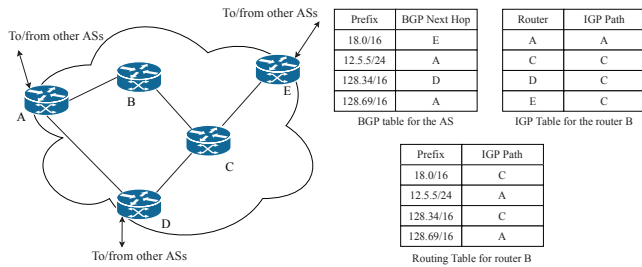 To/from other ASs
To/from other ASs
A
B
E
C
D
To/from other ASs
Prefix BGP Next Hop
18.0/16 E
12.5.5/24 A
128.34/16 D
128.69/16 A
BGP table for the AS
Router IGP Path
A A
C C
D C
E C
IGP Table for the router B
Prefix IGP Path
18.0/16 C
12.5.5/24 A
128.34/16 C
128.69/16 A
Routing Table for router B